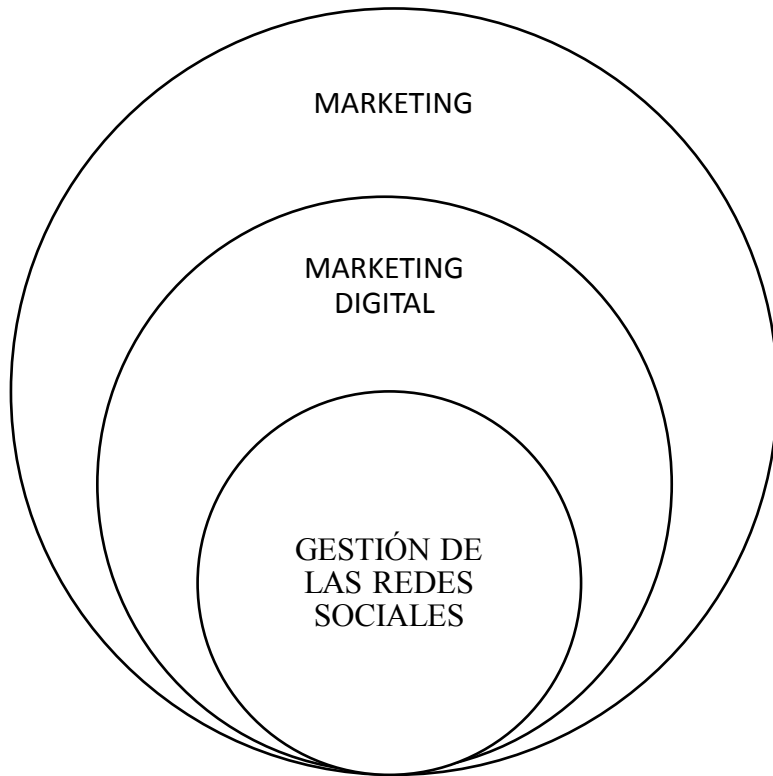 MARKETING
MARKETING
DIGITAL
GESTIÓN DE
LAS REDES
SOCIALES